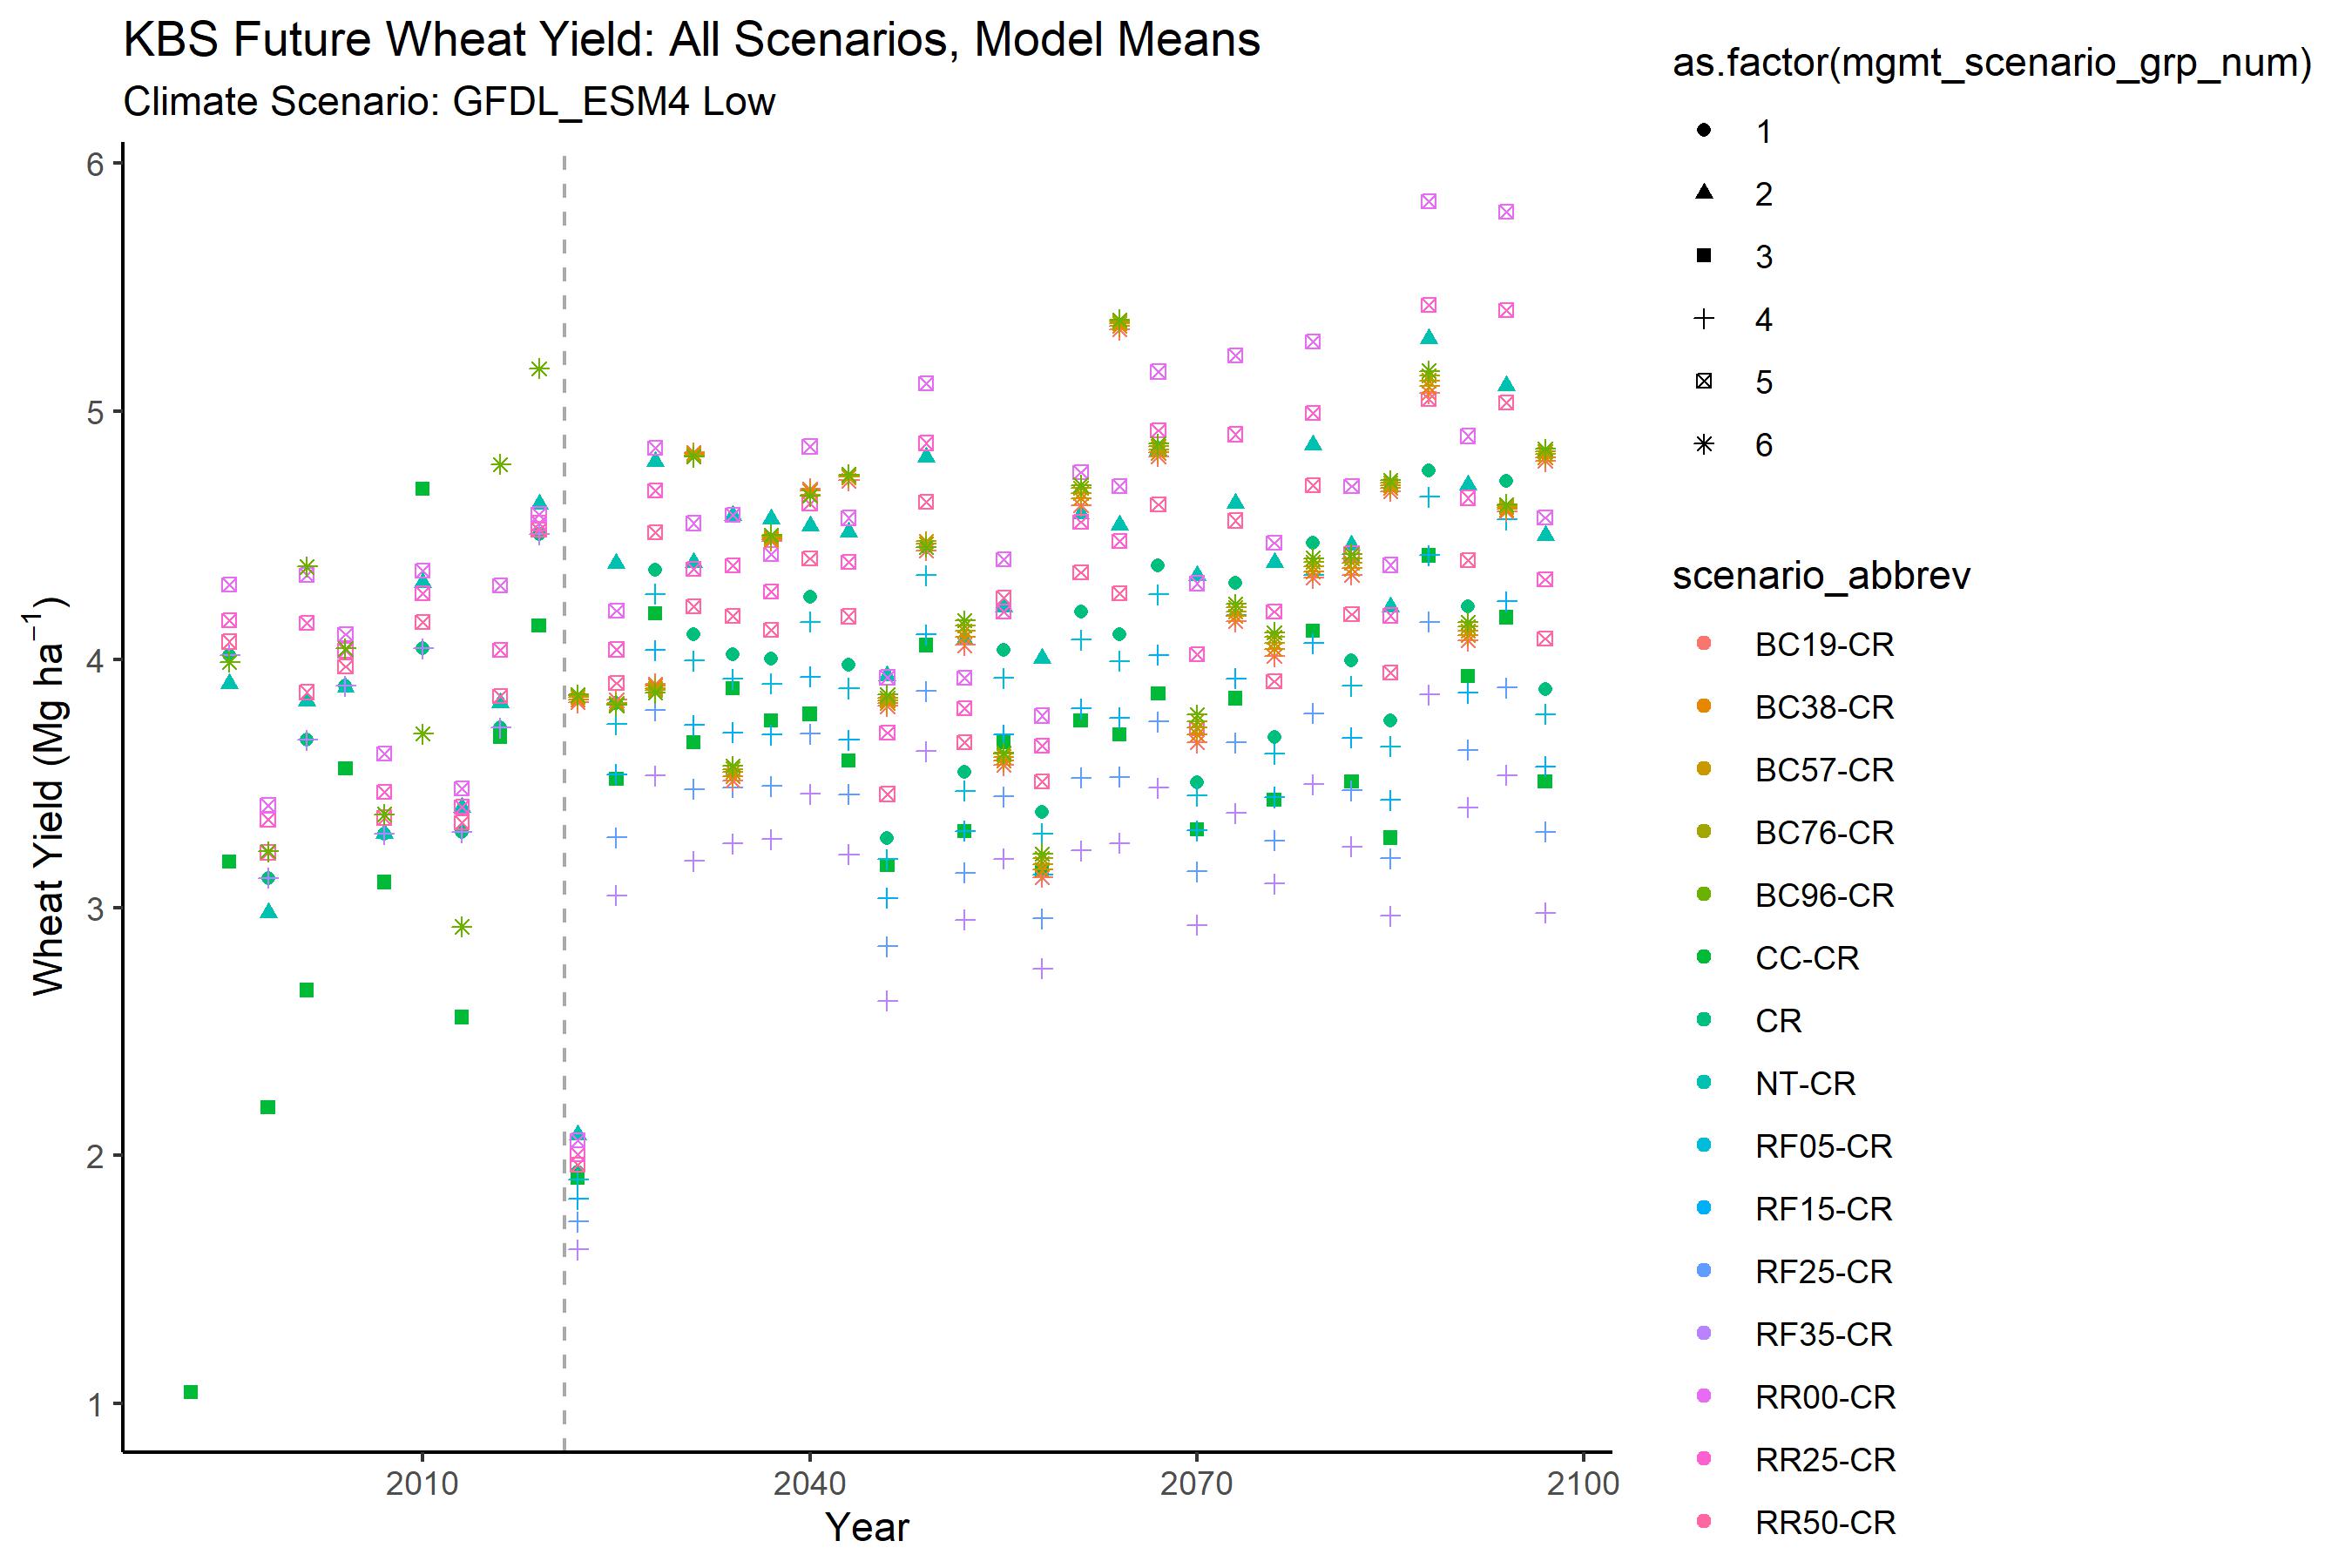 KBS Future Wheat Yield: All Scenarios, Model Means
Climate Scenario: GFDL_ESM4 Low
6
5
4
3
2
1
Wheat Yield (Mg ha⁻¹)
2010
2040
2070
2100
Year
as.factor(mgmt_scenario_grp_num)
1
2
3
4
5
6
scenario_abbrev
BC19-CR
BC38-CR
BC57-CR
BC76-CR
BC96-CR
CC-CR
CR
NT-CR
RF05-CR
RF15-CR
RF25-CR
RF35-CR
RR00-CR
RR25-CR
RR50-CR